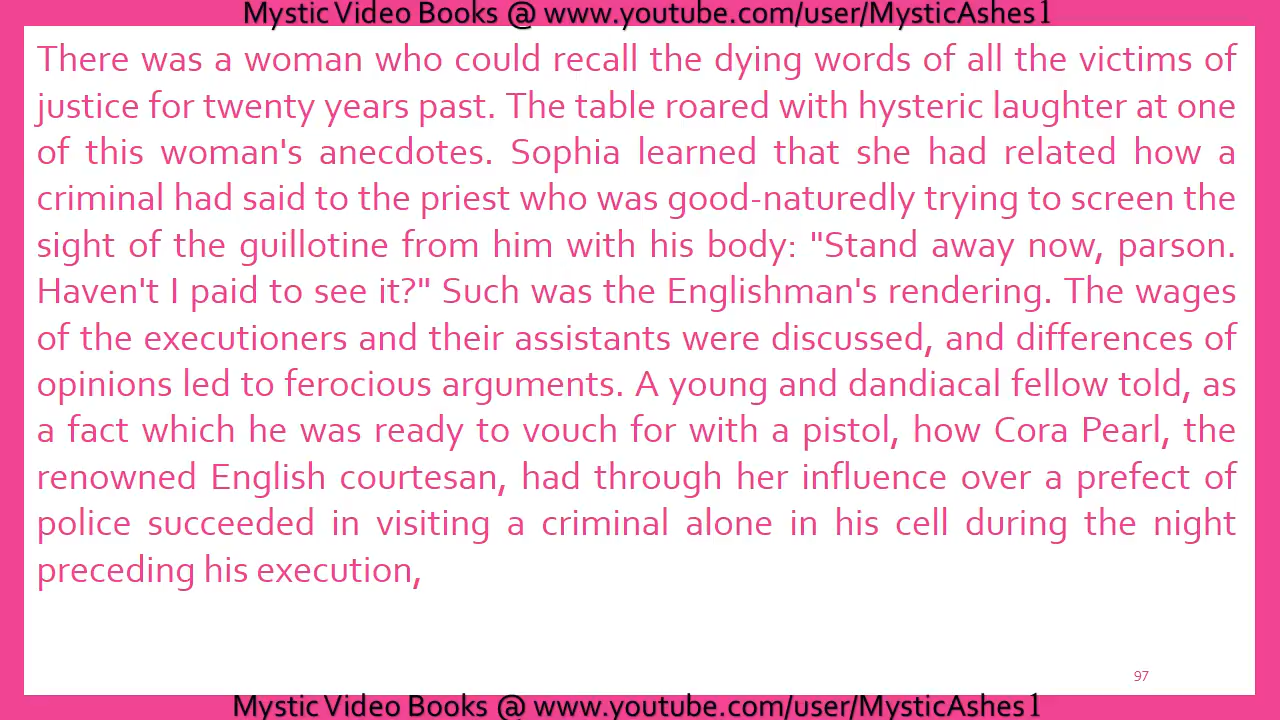 Mystic Video Books @ www.youtube.com/user/MysticAshes1
There was a woman who could recall the dying words of all the victims of
justice for twenty years past. The table roared with hysteric laughter at one
of this woman's anecdotes. Sophia learned that she had related how a
criminal had said to the priest who was good-naturedly trying to screen the
sight of the guillotine from him with his body: "Stand away now, parson.
Haven't I paid to see it?" Such was the Englishman's rendering. The wages
of the executioners and their assistants were discussed, and differences of
opinions led to ferocious arguments. A young and dandiacal fellow told, as
a fact which he was ready to vouch for with a pistol, how Cora Pearl, the
renowned English courtesan, had through her influence over a prefect of
police succeeded in visiting a criminal alone in his cell during the night
preceding his execution,
97
Mystic Video Books @ www.youtube.com/user/MysticAshes1